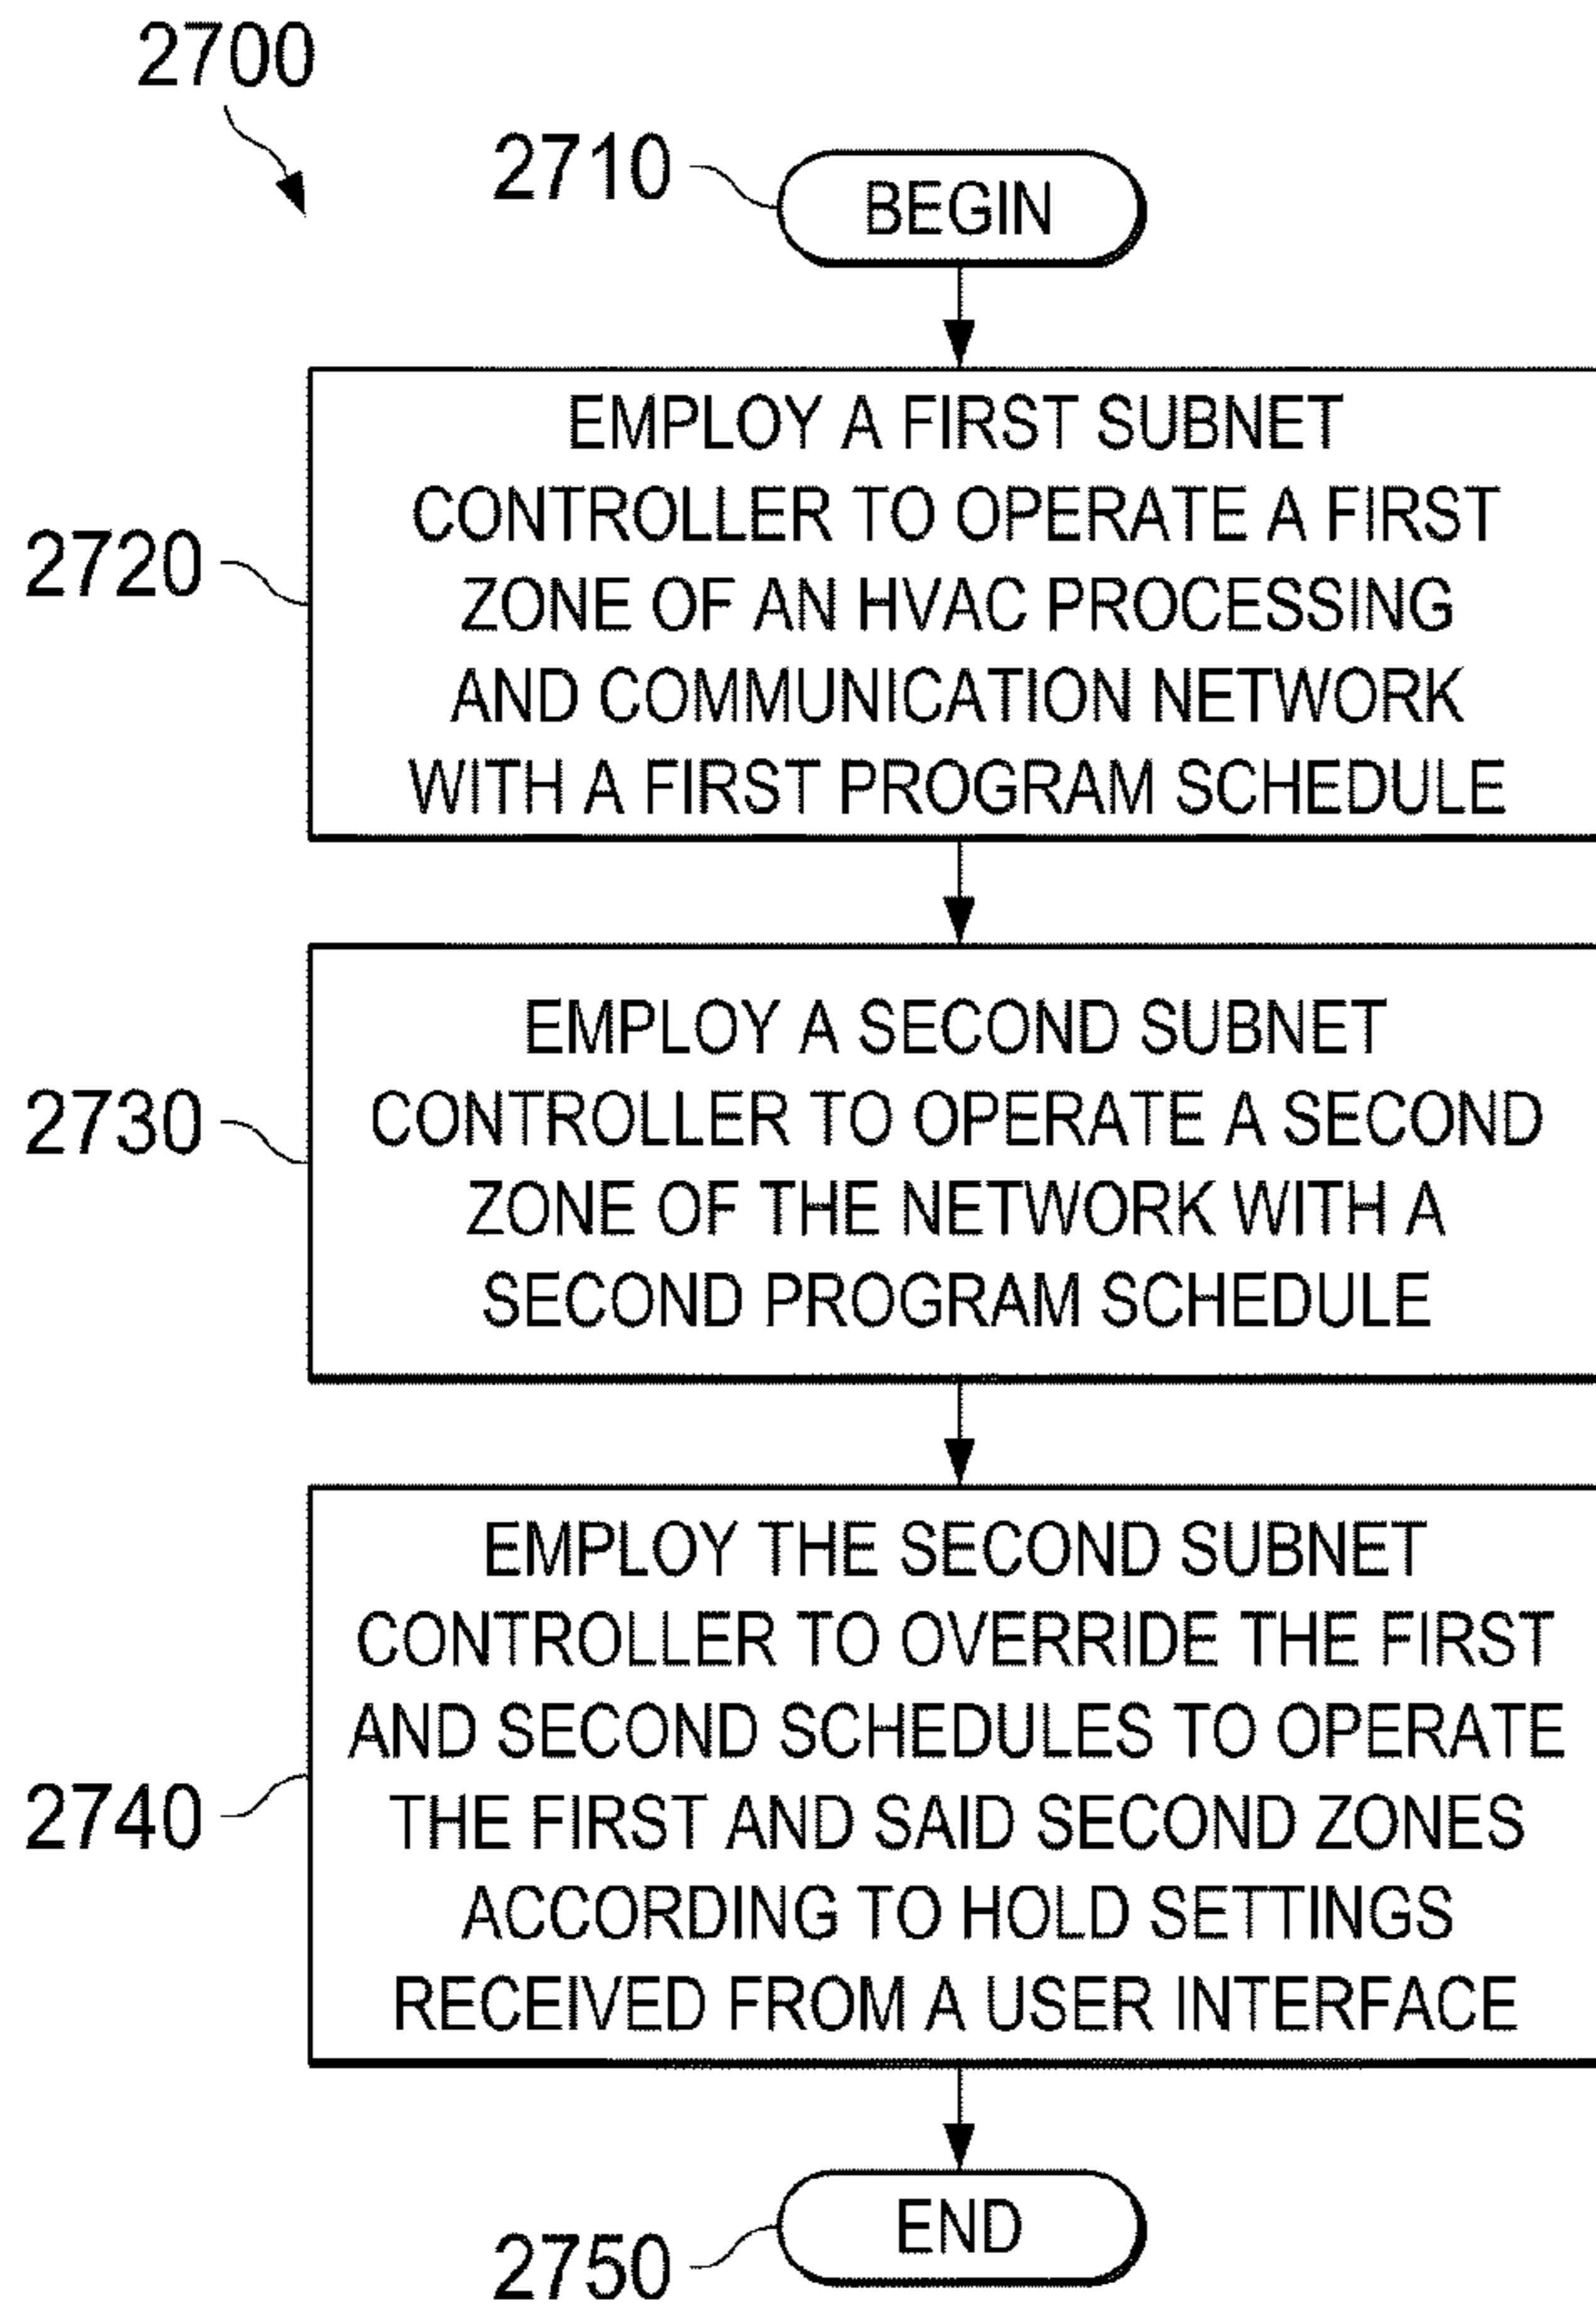 2700
2710
BEGIN
2720
EMPLOY A FIRST SUBNET
CONTROLLER TO OPERATE A FIRST
ZONE OF AN HVAC PROCESSING
AND COMMUNICATION NETWORK
WITH A FIRST PROGRAM SCHEDULE
2730
EMPLOY A SECOND SUBNET
CONTROLLER TO OPERATE A SECOND
ZONE OF THE NETWORK WITH A
SECOND PROGRAM SCHEDULE
2740
EMPLOY THE SECOND SUBNET
CONTROLLER TO OVERRIDE THE FIRST
AND SECOND SCHEDULES TO OPERATE
THE FIRST AND SAID SECOND ZONES
ACCORDING TO HOLD SETTINGS
RECEIVED FROM A USER INTERFACE
2750
END